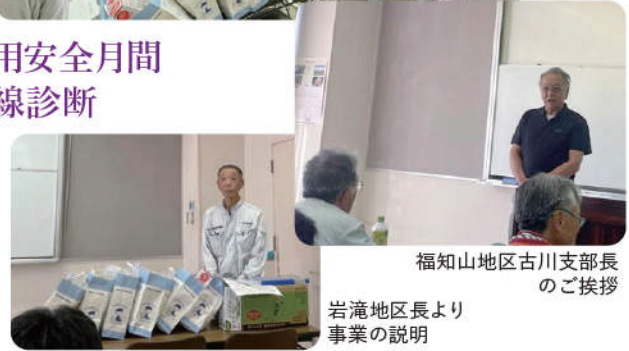 用安全月間
線診断
福知山地区古川支部長
のご挨拶
岩滝地区長より
事業の説明